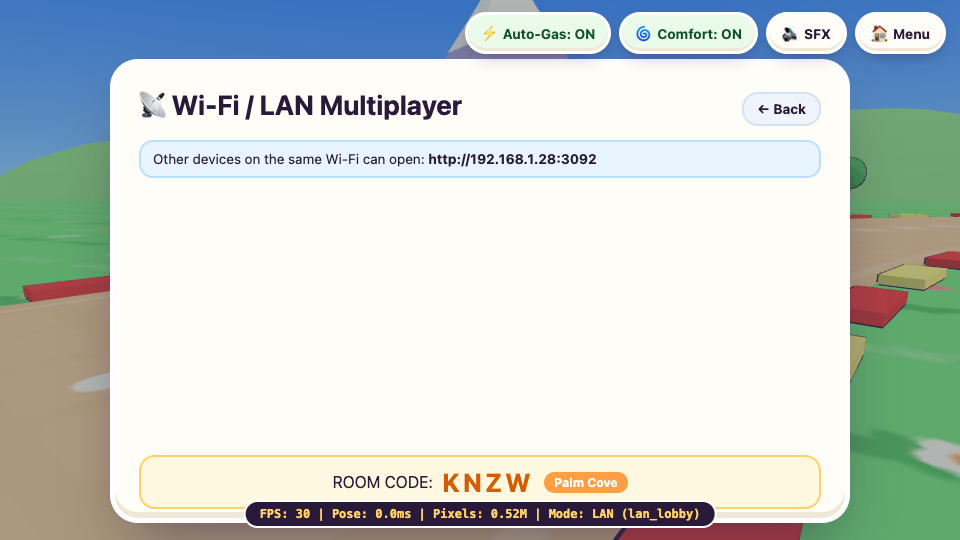 ⚡ Auto-Gas: ON
🌀 Comfort: ON
🔈 SFX
🏠 Menu
📡 Wi-Fi / LAN Multiplayer
← Back
Other devices on the same Wi-Fi can open: http://192.168.1.28:3092
ROOM CODE: KNZW Palm Cove
FPS: 30 | Pose: 0.0ms | Pixels: 0.52M | Mode: LAN (lan_lobby)